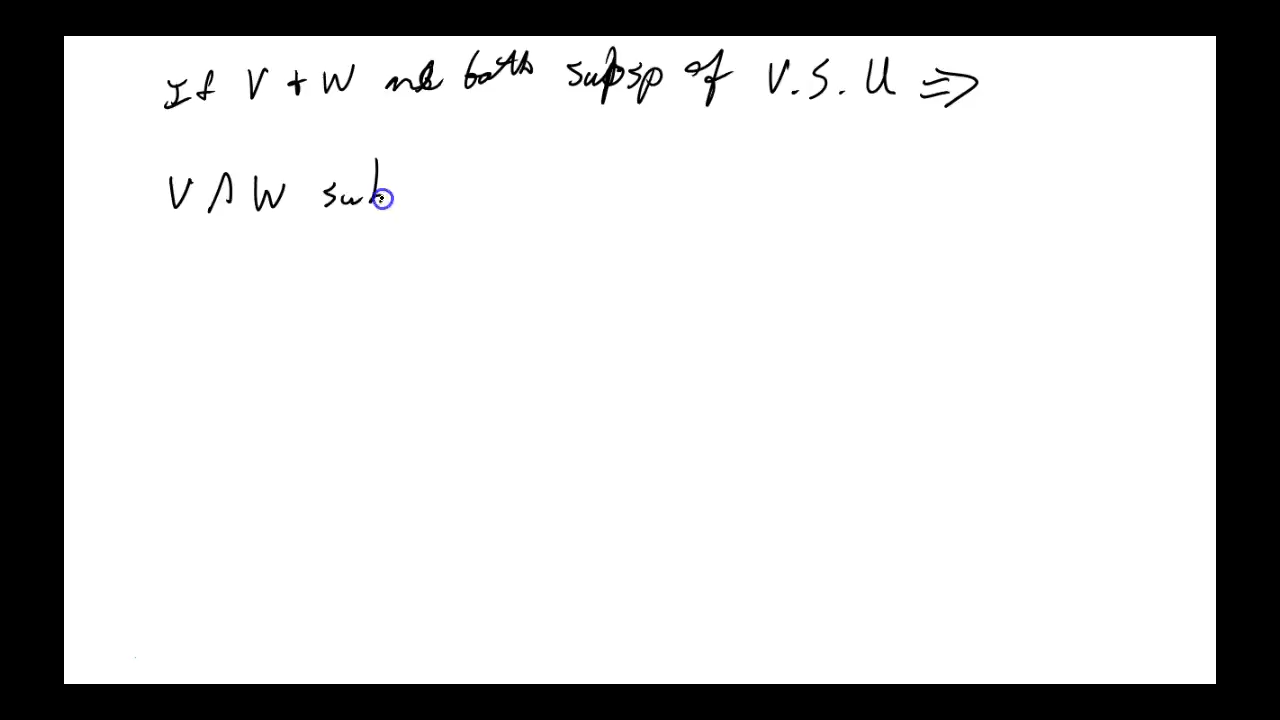 If V + W are both subsp of V.S. U ⇒
V ∩ W sub